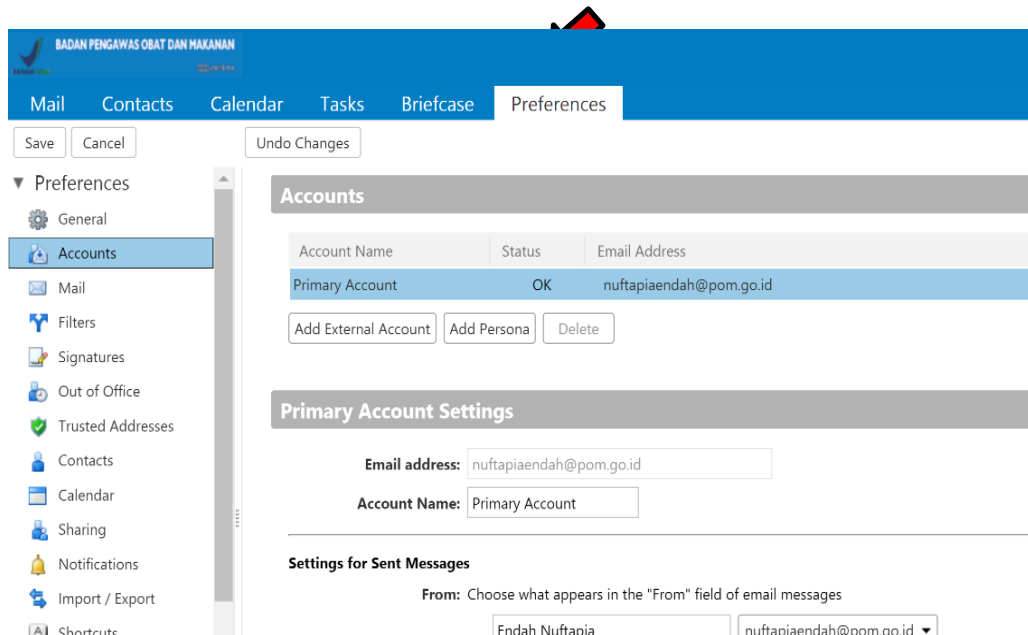 BADAN PENGAWAS OBAT DAN MAKANAN
Mail Contacts Calendar Tasks Briefcase Preferences
Save Cancel Undo Changes
Preferences
General
Accounts
Mail
Filters
Signatures
Out of Office
Trusted Addresses
Contacts
Calendar
Sharing
Notifications
Import / Export
Shortcuts
Accounts
Account Name Status Email Address
Primary Account OK nuftapiaendah@pom.go.id
Add External Account Add Persona Delete
Primary Account Settings
Email address: nuftapiaendah@pom.go.id
Account Name: Primary Account
Settings for Sent Messages
From: Choose what appears in the "From" field of email messages
Endah Nuftapia nuftapiaendah@pom.go.id